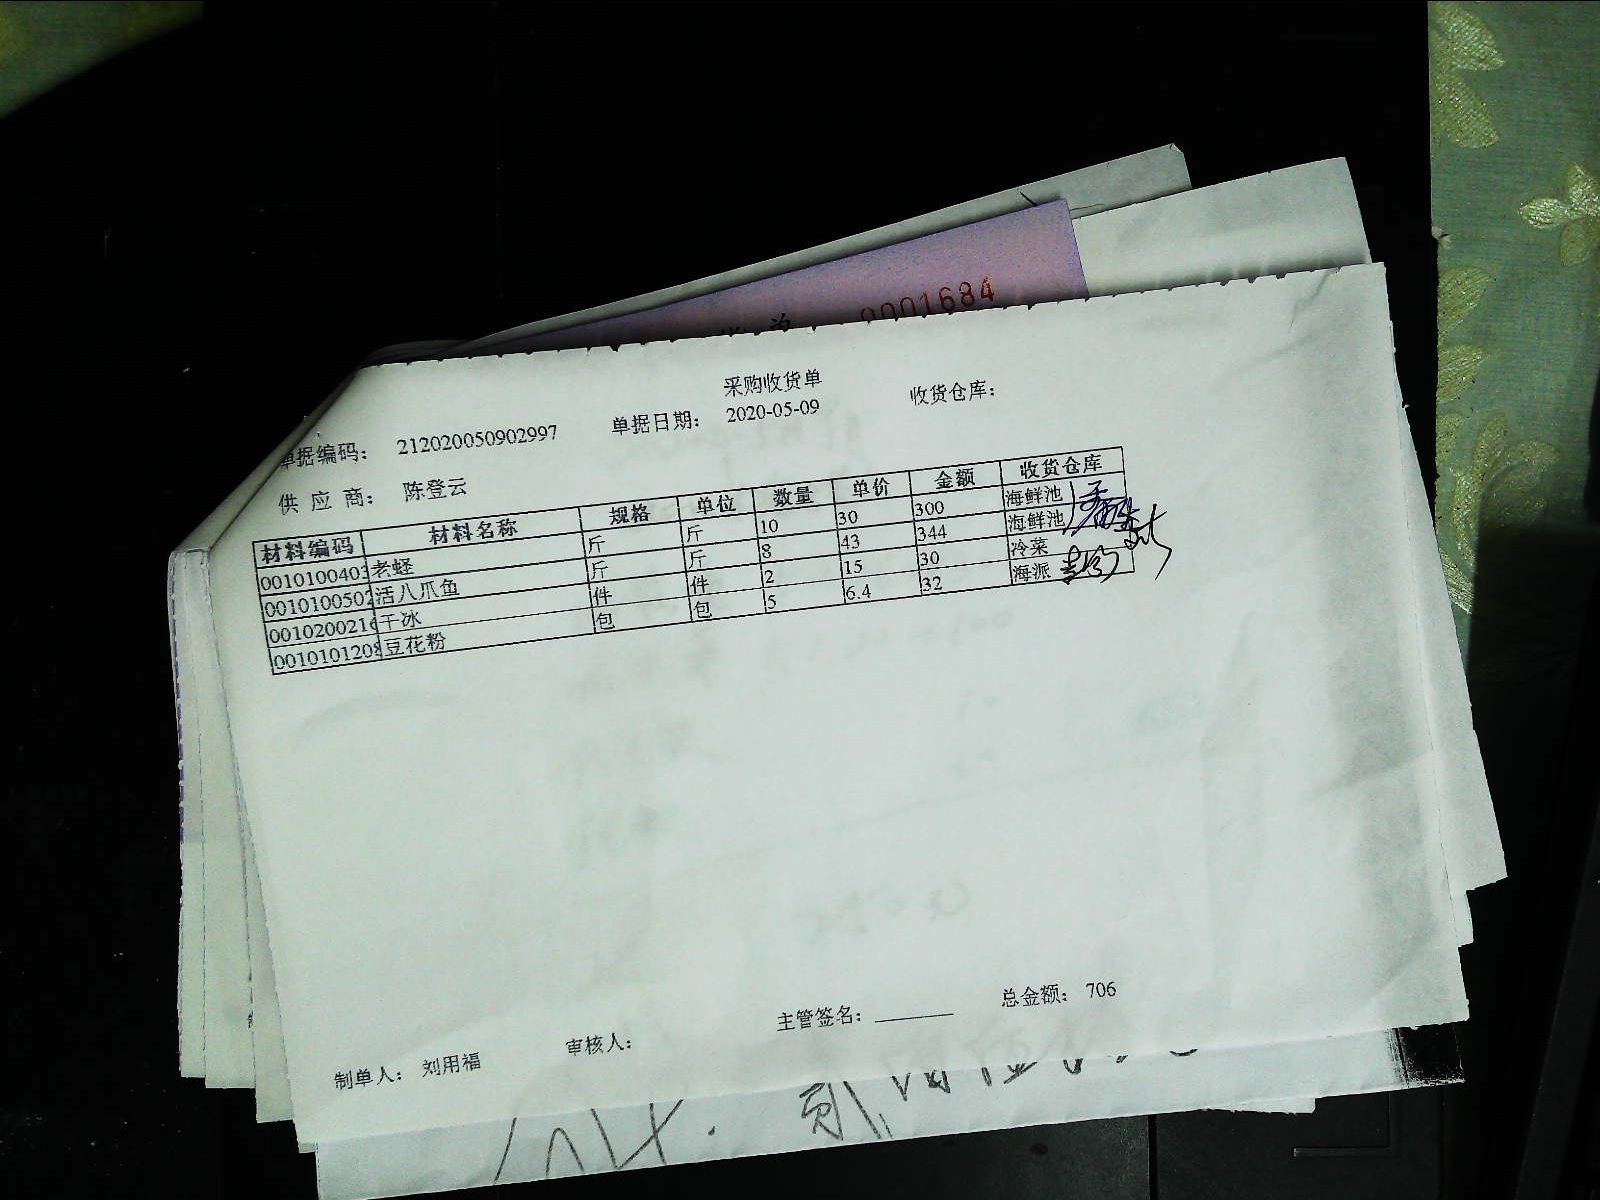 0001684
采购收货单
单据编码： 212020050902997 单据日期： 2020-05-09 收货仓库：
供 应 商： 陈登云
材料编码 材料名称 规格 单位 数量 单价 金额 收货仓库
0010100403 老蛏 斤 斤 10 30 300 海鲜池
0010100502 活八爪鱼 斤 斤 8 43 344 海鲜池
001020021 干冰 件 件 2 15 30 冷菜
001010120 豆花粉 包 包 5 6.4 32 海派
制单人： 刘用福 审核人： 主管签名： 总金额： 706